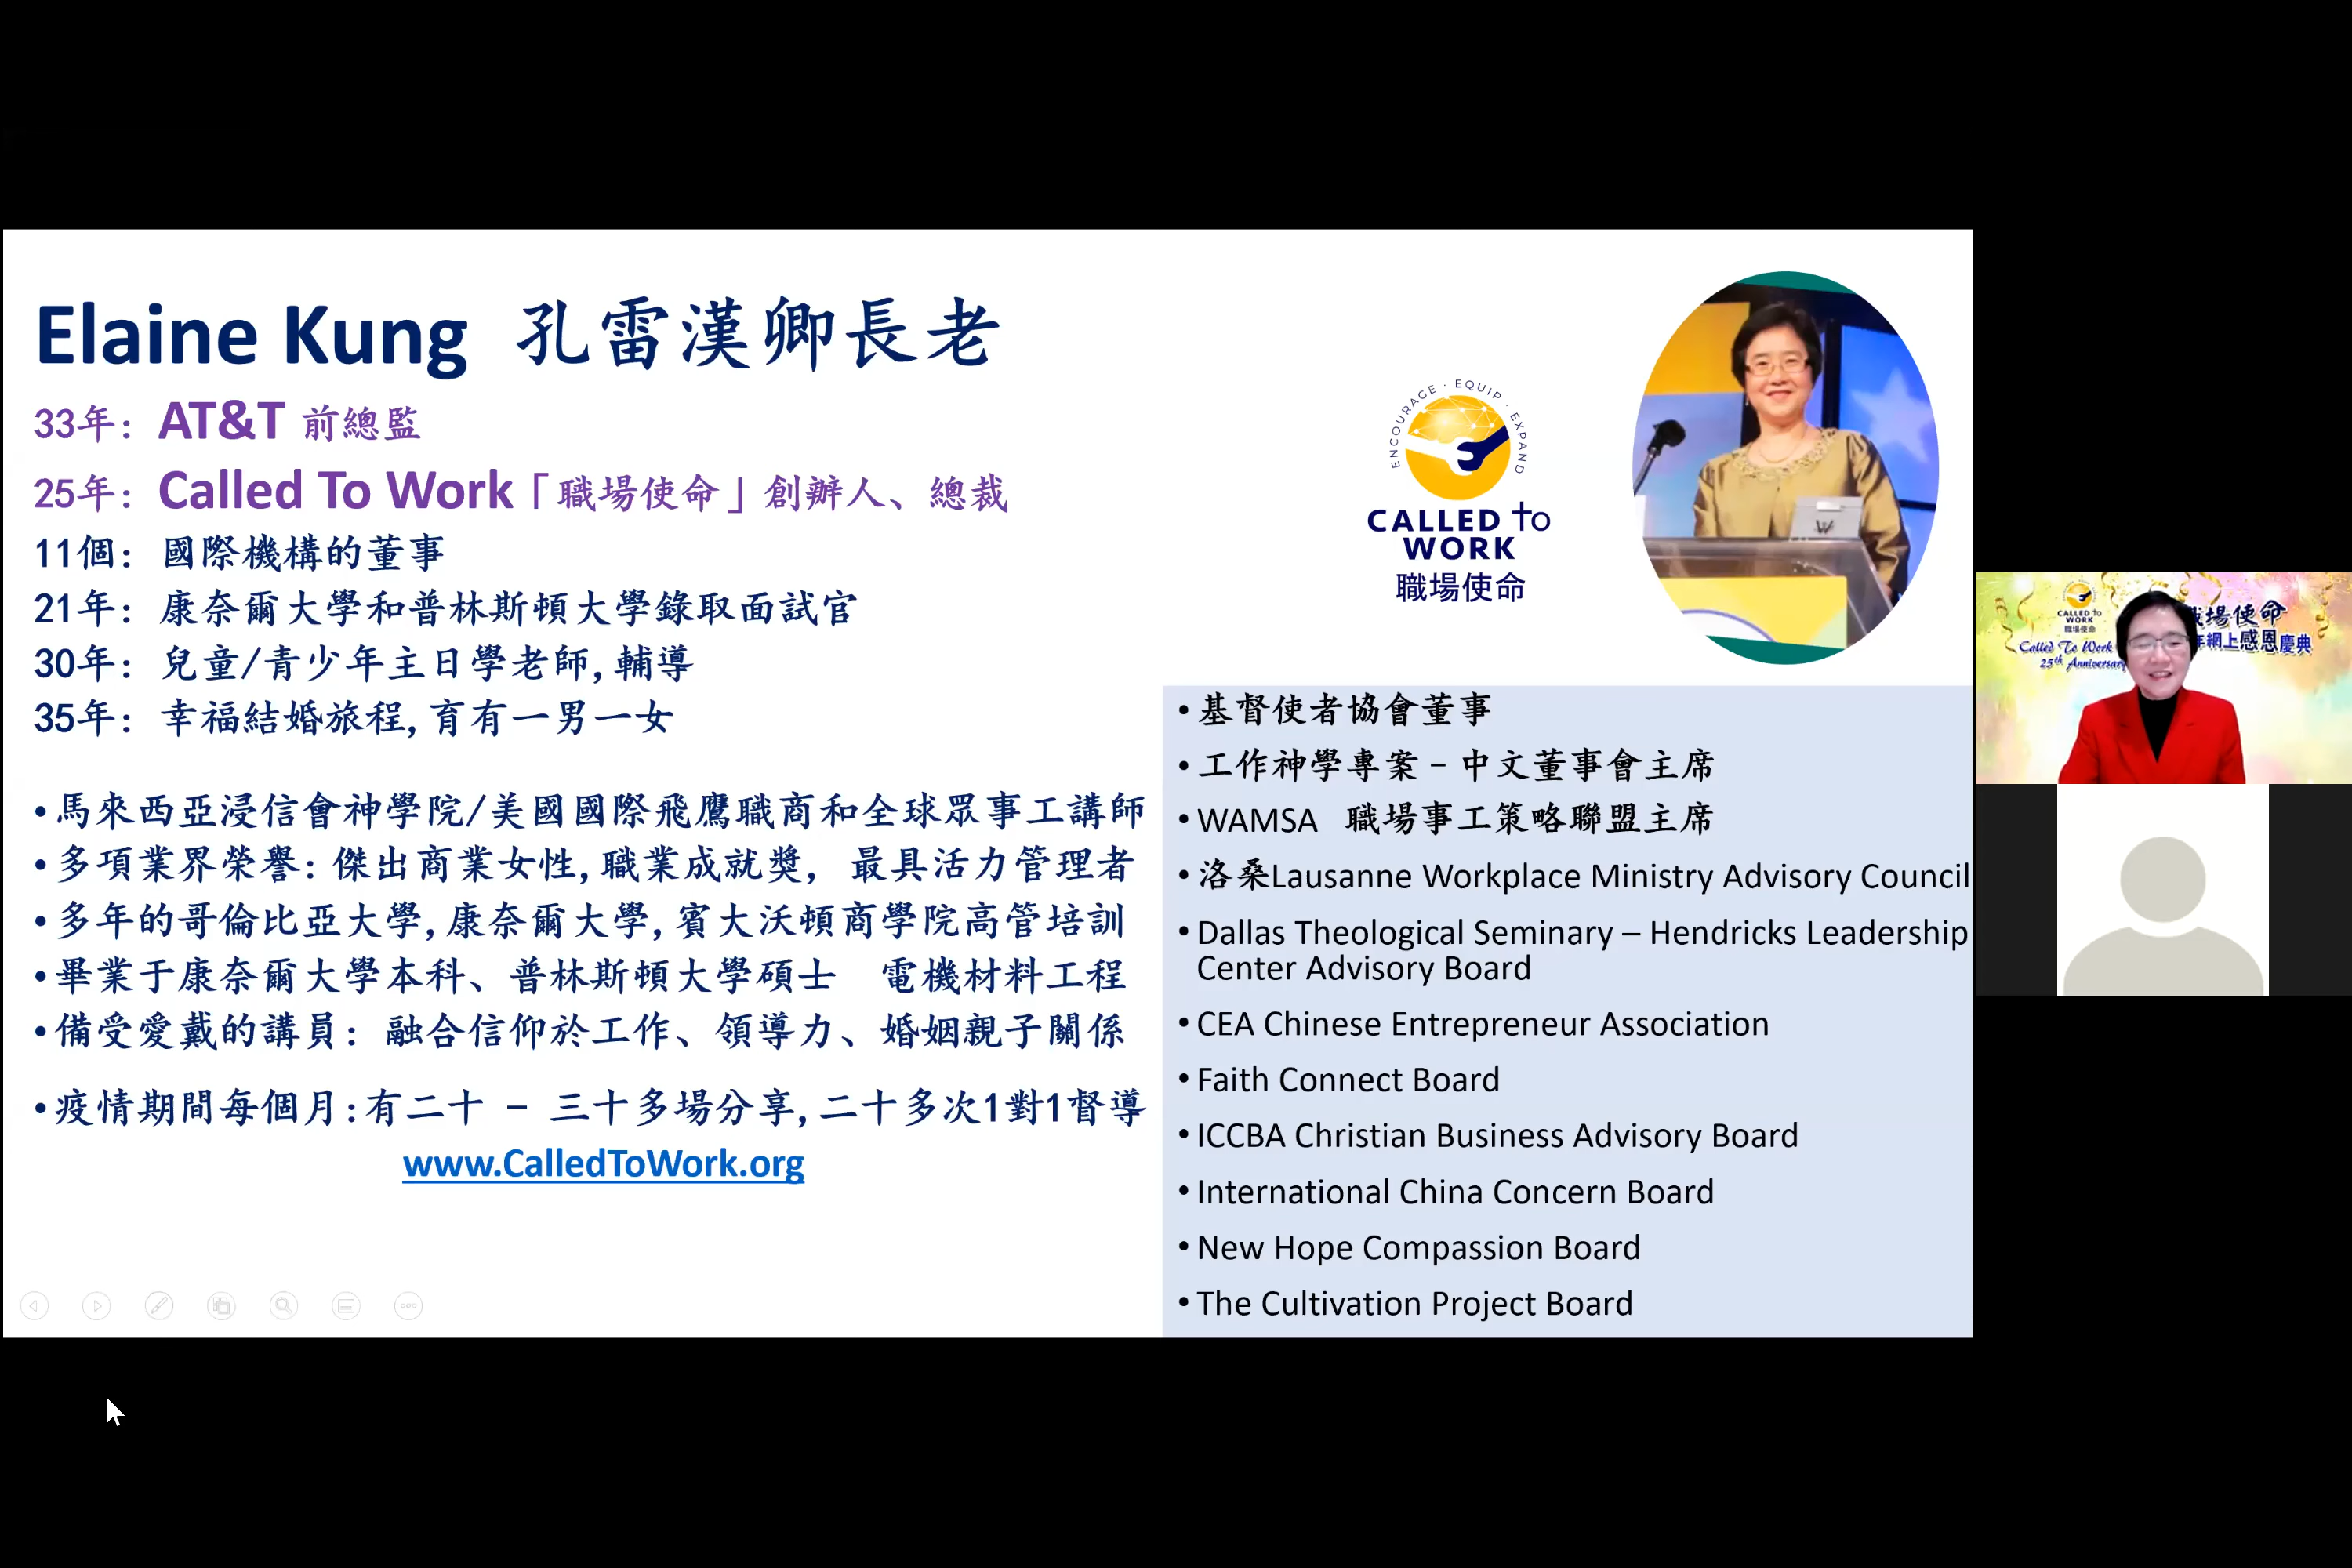 Elaine Kung 孔雷漢卿長老
33年: AT&T 前總監
25年: Called To Work「職場使命」創辦人、總裁
11個: 國際機構的董事
21年: 康奈爾大學和普林斯頓大學錄取面試官
30年: 兒童/青少年主日學老師,輔導
35年: 幸福結婚旅程,育有一男一女
•馬來西亞浸信會神學院/美國國際飛鷹職商和全球眾事工講師
•多項業界榮譽: 傑出商業女性,職業成就獎, 最具活力管理者
•多年的哥倫比亞大學,康奈爾大學,賓大沃頓商學院高管培訓
•畢業于康奈爾大學本科、普林斯頓大學碩士 電機材料工程
•備受愛戴的講員: 融合信仰於工作、領導力、婚姻親子關係
•疫情期間每個月:有二十 – 三十多場分享,二十多次1對1督導
www.CalledToWork.org
ENCOURAGE · EQUIP · EXPAND
CALLED to
WORK
職場使命
W
•基督使者協會董事
•工作神學專案–中文董事會主席
•WAMSA 職場事工策略聯盟主席
•洛桑Lausanne Workplace Ministry Advisory Council
•Dallas Theological Seminary – Hendricks Leadership
Center Advisory Board
•CEA Chinese Entrepreneur Association
•Faith Connect Board
•ICCBA Christian Business Advisory Board
•International China Concern Board
•New Hope Compassion Board
•The Cultivation Project Board
CALLED to
WORK
職場使命
Called To Work
25th Anniversary
場使命
年網上感恩慶典